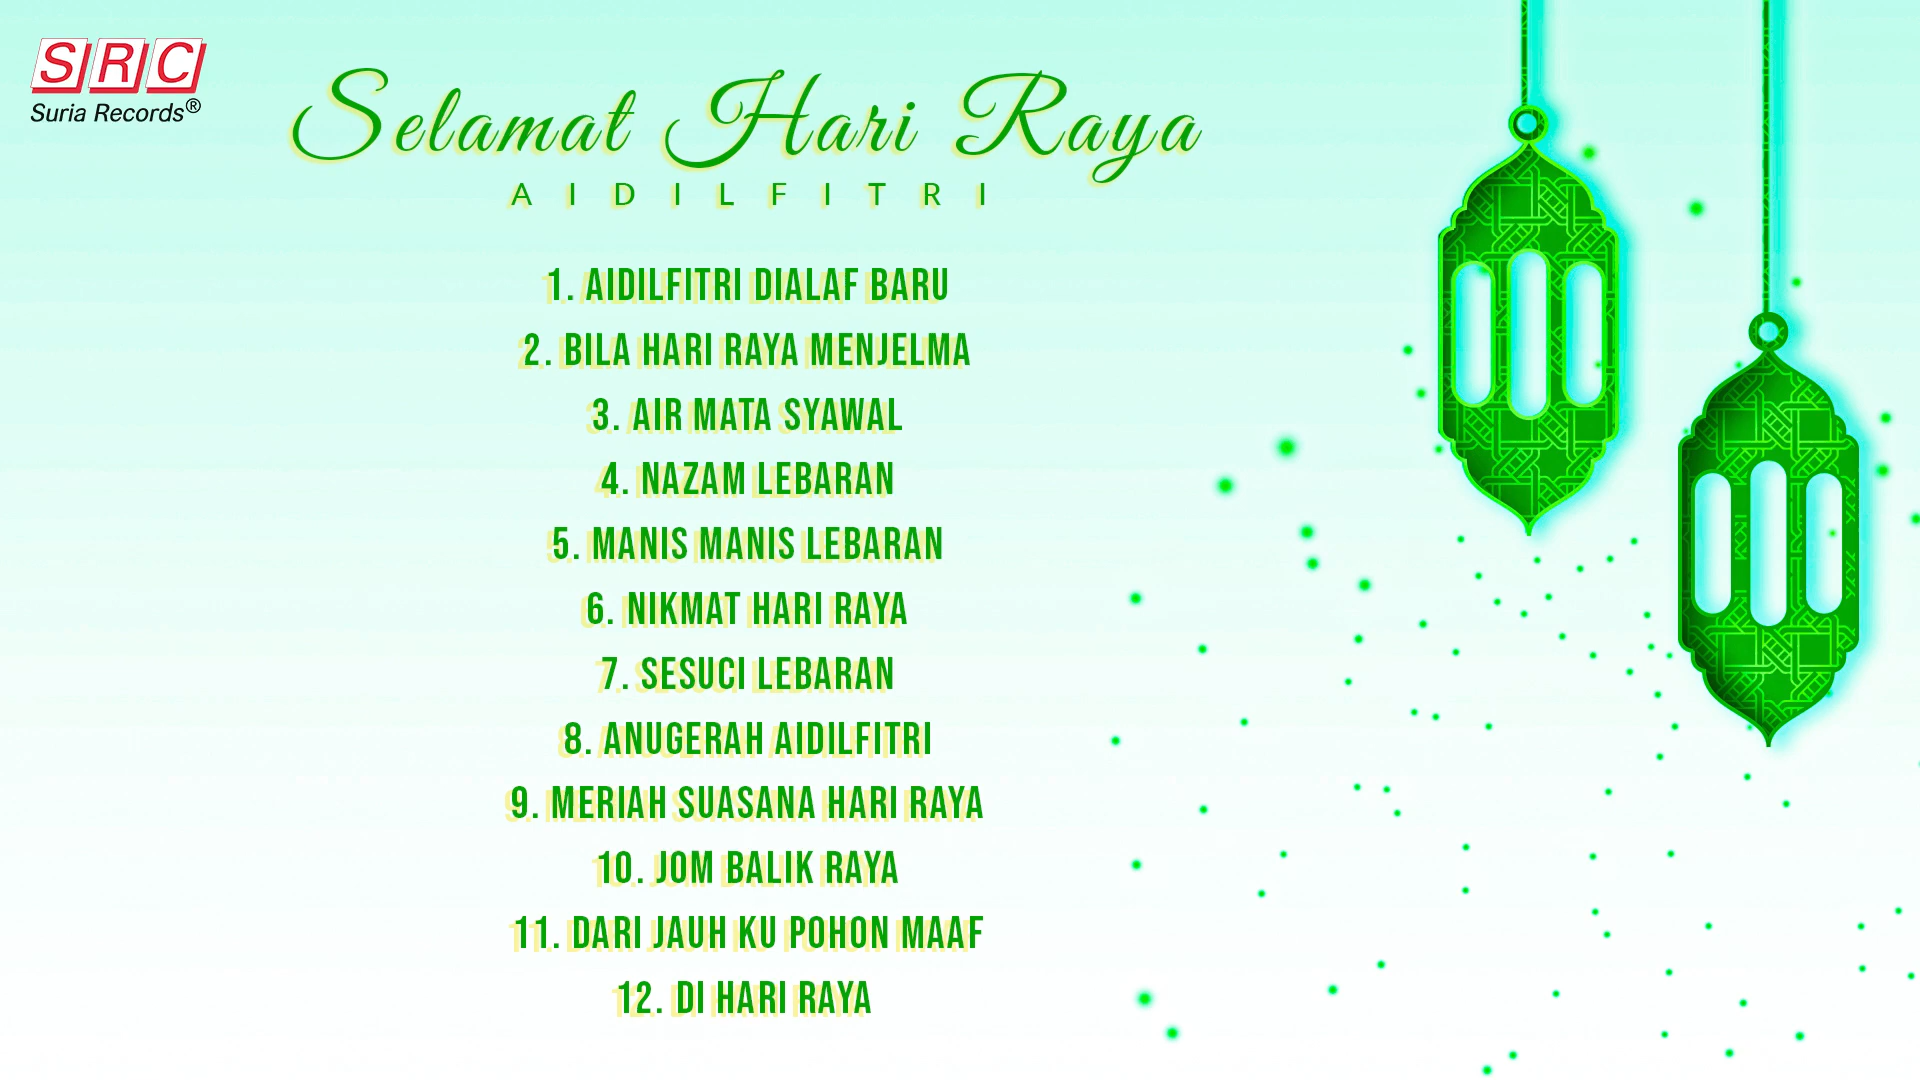 SRC
Suria Records®
Selamat Hari Raya
AIDILFITRI
1. AIDILFITRI DIALAF BARU
2. BILA HARI RAYA MENJELMA
3. AIR MATA SYAWAL
4. NAZAM LEBARAN
5. MANIS MANIS LEBARAN
6. NIKMAT HARI RAYA
7. SESUCI LEBARAN
8. ANUGERAH AIDILFITRI
9. MERIAH SUASANA HARI RAYA
10. JOM BALIK RAYA
11. DARI JAUH KU POHON MAAF
12. DI HARI RAYA